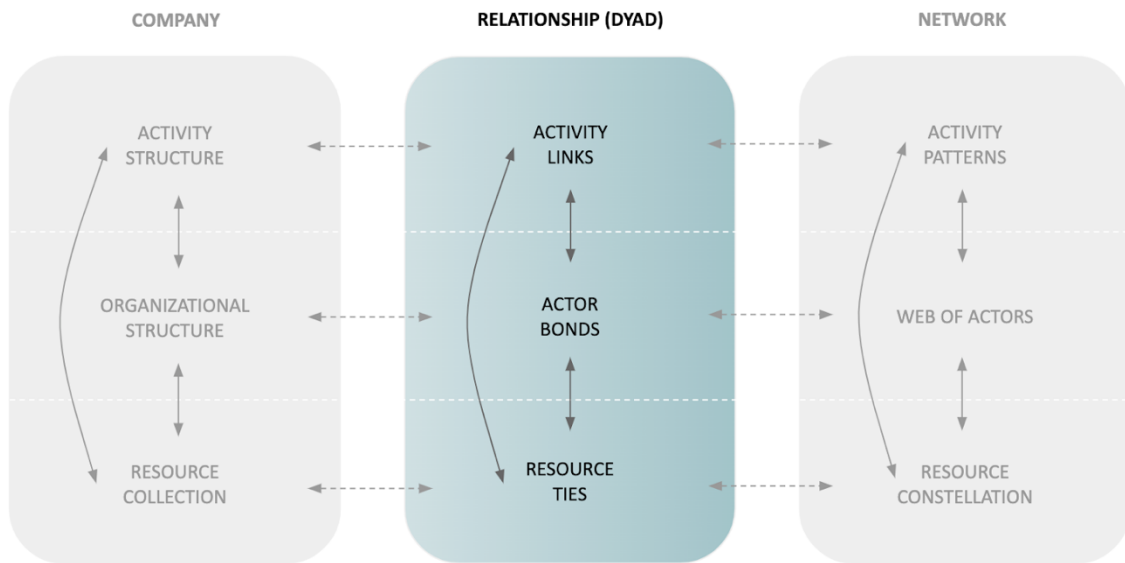 COMPANY
RELATIONSHIP (DYAD)
NETWORK
ACTIVITY
STRUCTURE
ACTIVITY
LINKS
ACTIVITY
PATTERNS
ORGANIZATIONAL
STRUCTURE
ACTOR
BONDS
WEB OF ACTORS
RESOURCE
COLLECTION
RESOURCE
TIES
RESOURCE
CONSTELLATION